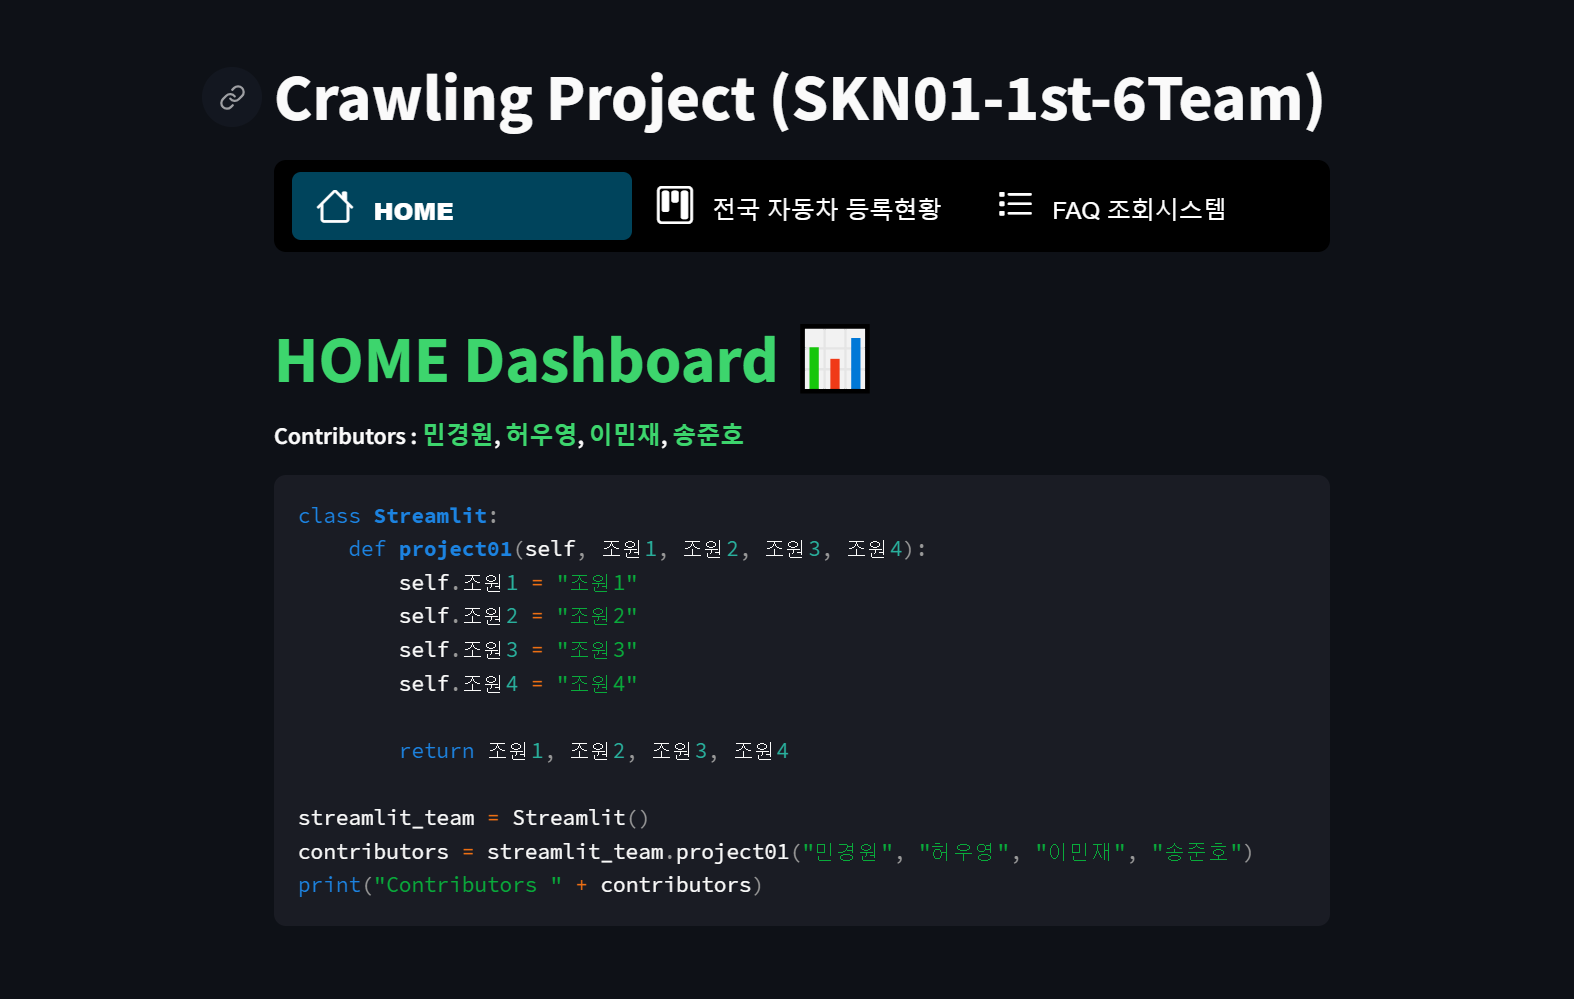 Crawling Project (SKN01-1st-6Team)
HOME
전국 자동차 등록현황
FAQ 조회시스템
HOME Dashboard
Contributors : 민경원, 허우영, 이민재, 송준호
class Streamlit:
    def project01(self, 조원1, 조원2, 조원3, 조원4):
        self.조원1 = "조원1"
        self.조원2 = "조원2"
        self.조원3 = "조원3"
        self.조원4 = "조원4"
        return 조원1, 조원2, 조원3, 조원4
streamlit_team = Streamlit()
contributors = streamlit_team.project01("민경원", "허우영", "이민재", "송준호")
print("Contributors " + contributors)